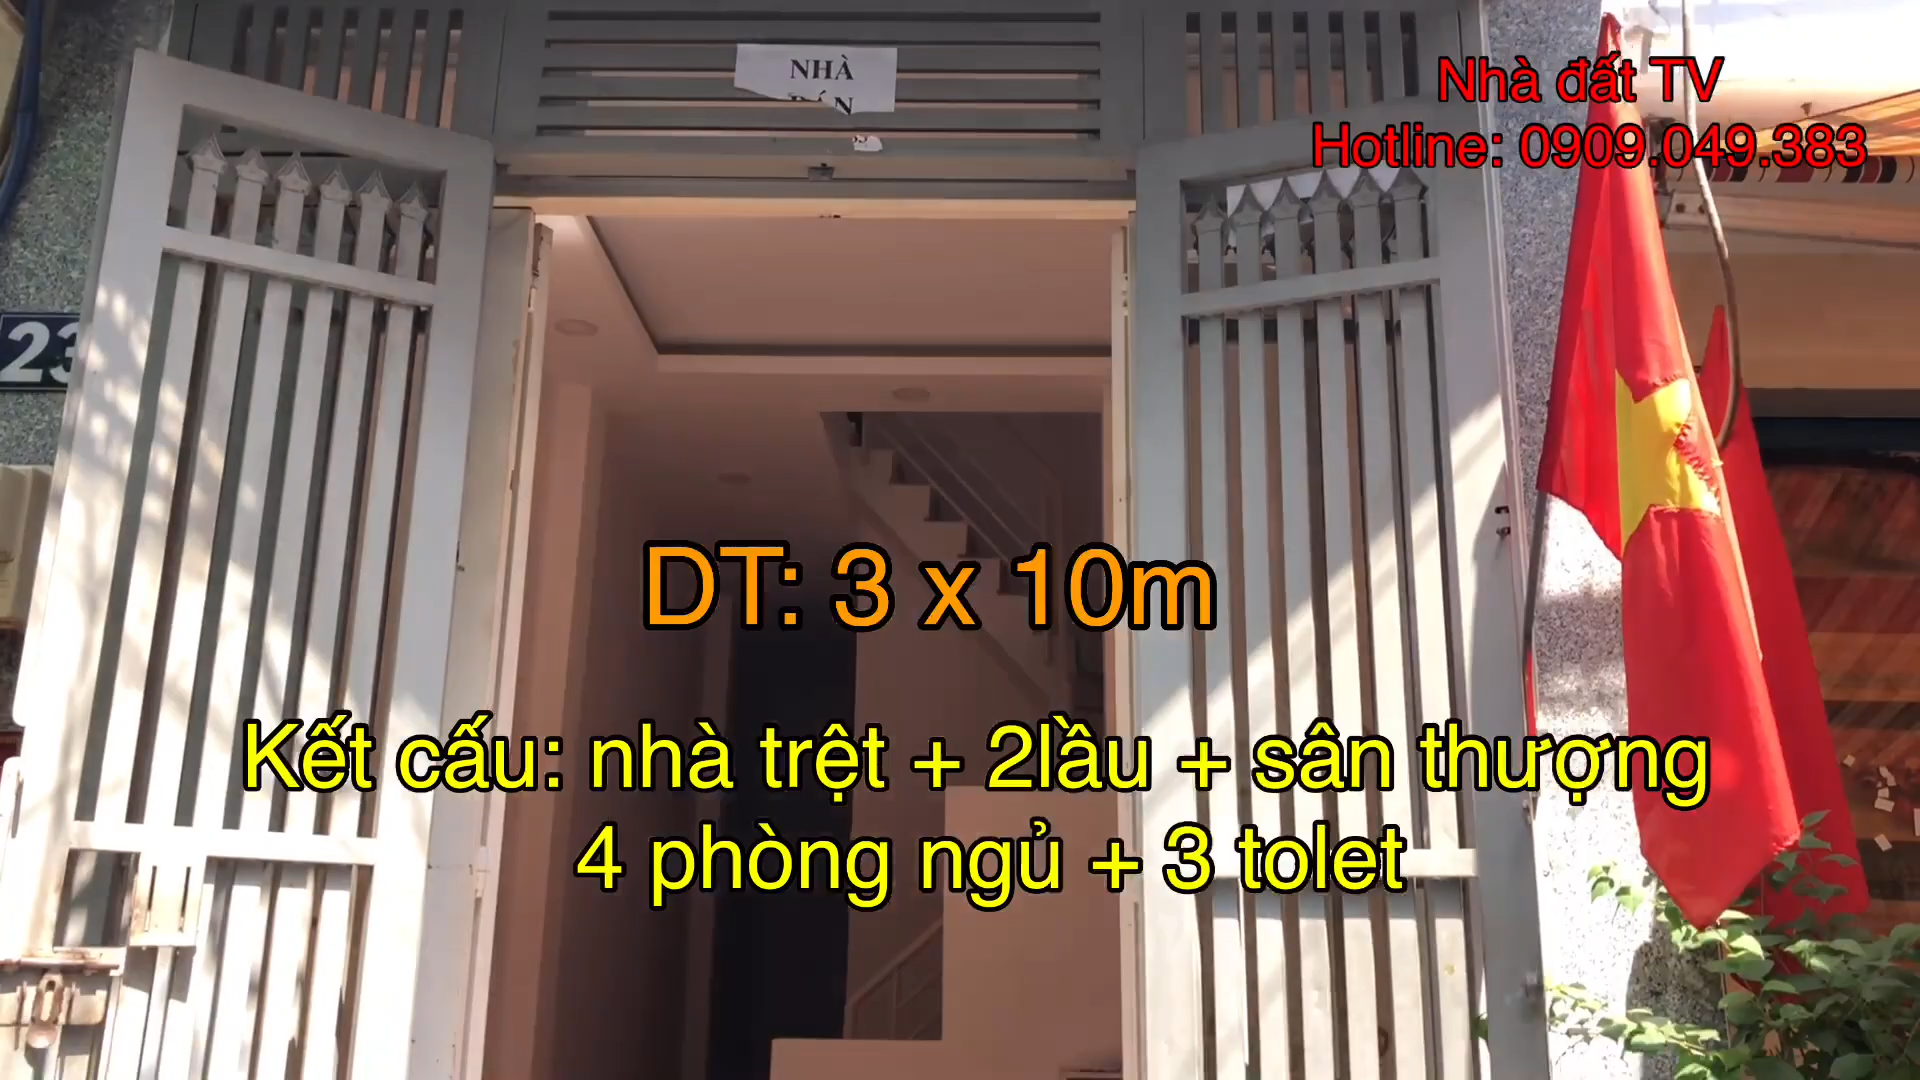 NHÀ
BÁN
Nhà đất TV
Hotline: 0909.049.383
23
DT: 3 x 10m
Kết cấu: nhà trệt + 2lầu + sân thượng
4 phòng ngủ + 3 tolet